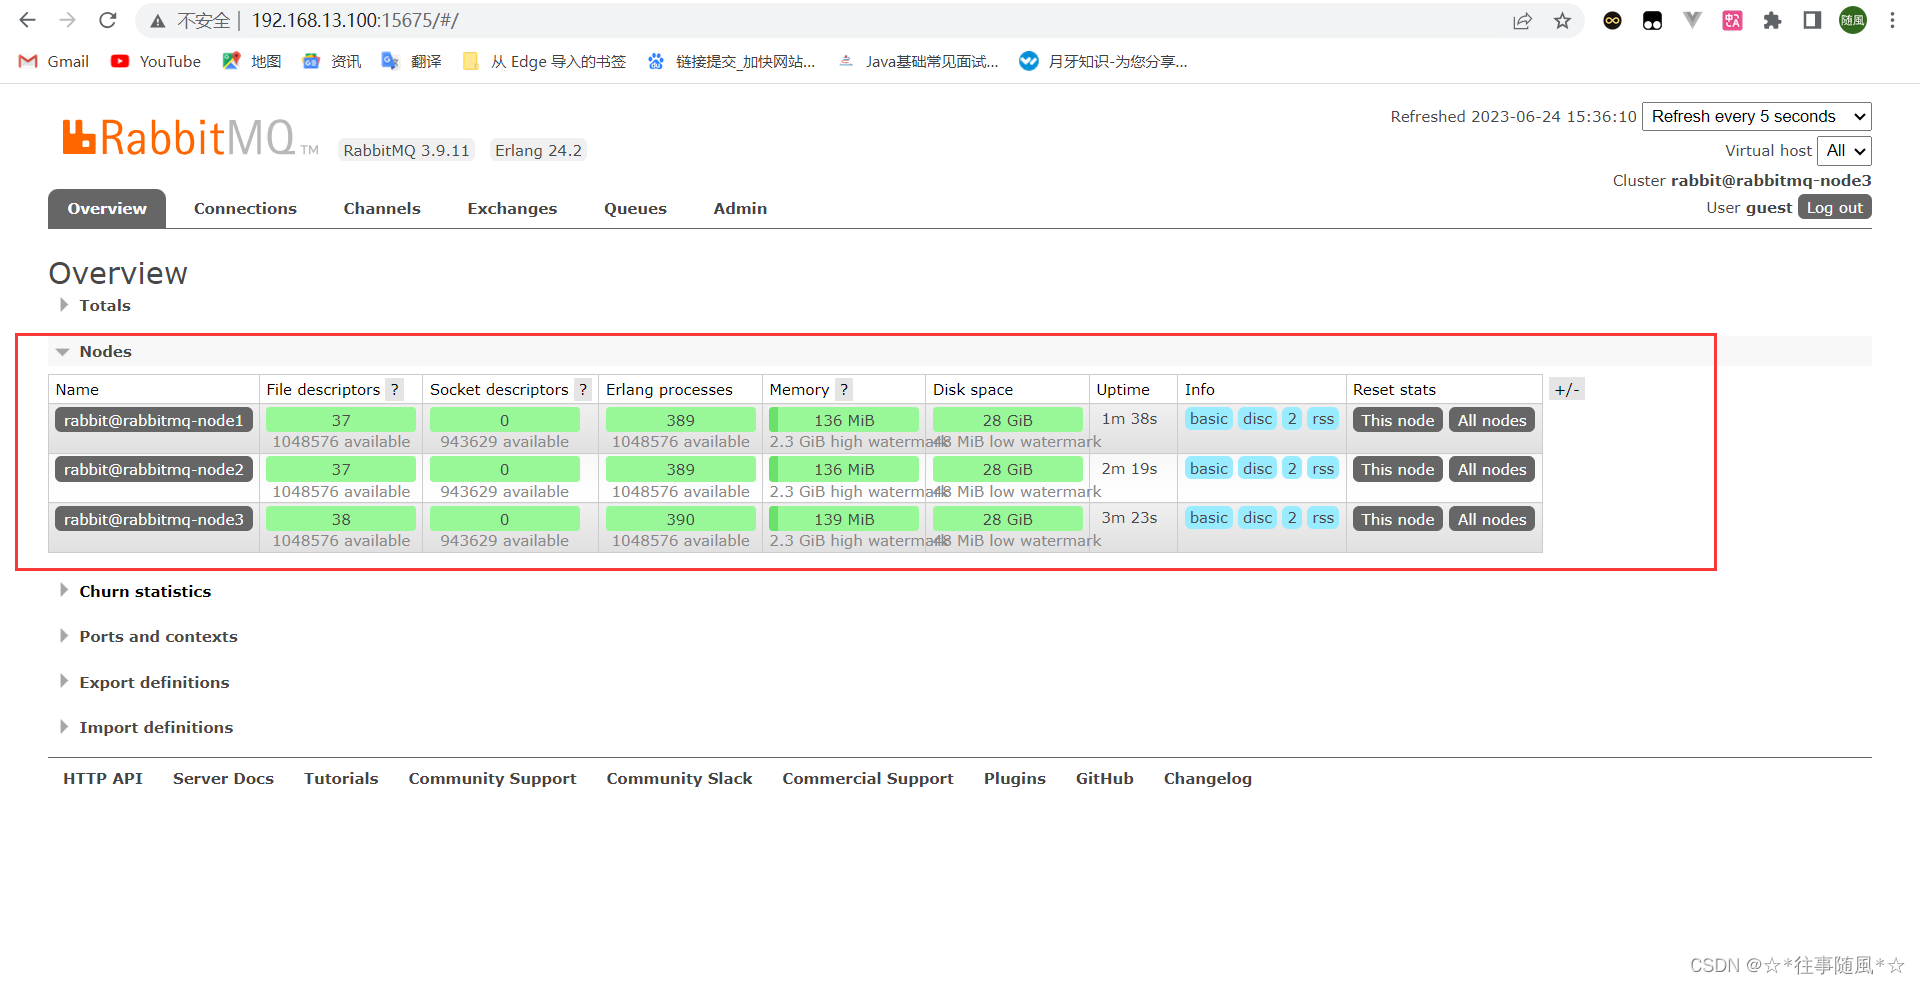 不安全 | 192.168.13.100:15675/#/
随風
Gmail YouTube 地图 资讯 翻译 从 Edge 导入的书签 链接提交_加快网站... Java基础常见面试... 月牙知识-为您分享...
RabbitMQ TM RabbitMQ 3.9.11 Erlang 24.2
Refreshed 2023-06-24 15:36:10 Refresh every 5 seconds
Virtual host All
Cluster rabbit@rabbitmq-node3
User guest Log out
Overview Connections Channels Exchanges Queues Admin
Overview
Totals
Nodes
Name File descriptors ? Socket descriptors ? Erlang processes Memory ? Disk space Uptime Info Reset stats +/-
rabbit@rabbitmq-node1 37 0 389 136 MiB 28 GiB 1m 38s basic disc 2 rss This node All nodes
1048576 available 943629 available 1048576 available 2.3 GiB high watermark 48 MiB low watermark
rabbit@rabbitmq-node2 37 0 389 136 MiB 28 GiB 2m 19s basic disc 2 rss This node All nodes
1048576 available 943629 available 1048576 available 2.3 GiB high watermark 48 MiB low watermark
rabbit@rabbitmq-node3 38 0 390 139 MiB 28 GiB 3m 23s basic disc 2 rss This node All nodes
1048576 available 943629 available 1048576 available 2.3 GiB high watermark 48 MiB low watermark
Churn statistics
Ports and contexts
Export definitions
Import definitions
HTTP API Server Docs Tutorials Community Support Community Slack Commercial Support Plugins GitHub Changelog
CSDN @☆*往事随風*☆